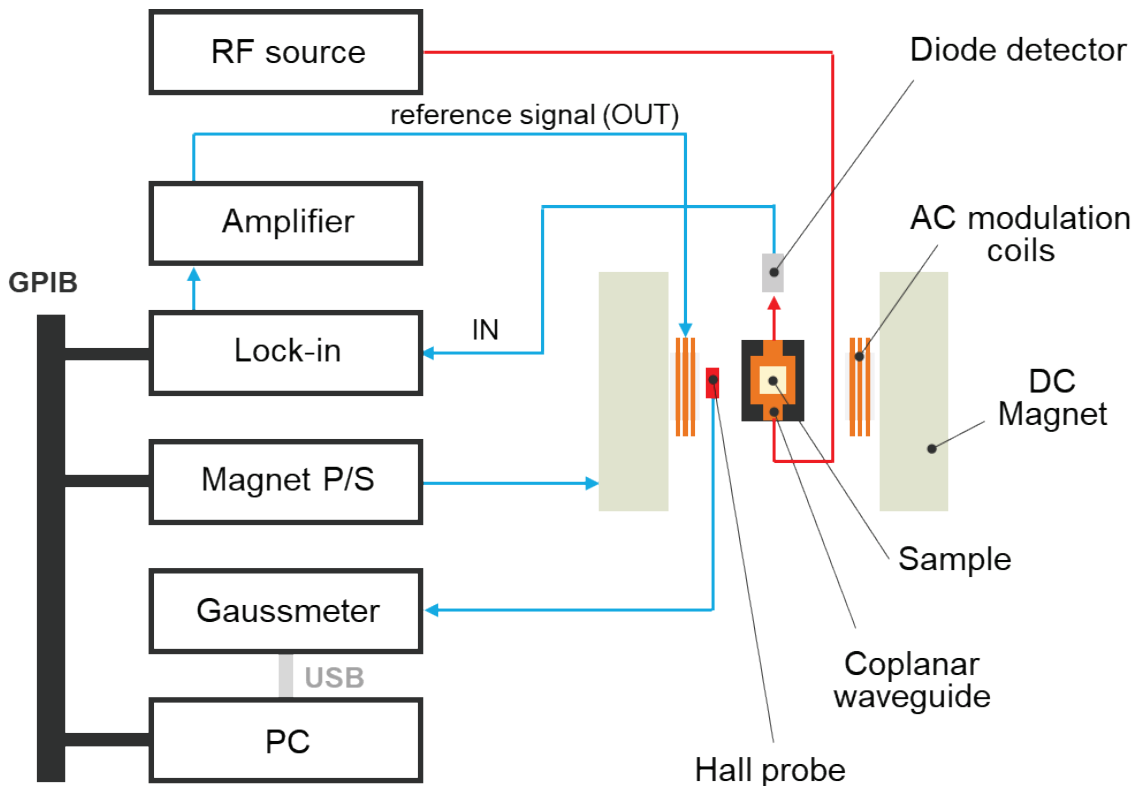 RF source
Diode detector
reference signal (OUT)
Amplifier
AC modulation
coils
GPIB
IN
Lock-in
DC
Magnet
Magnet P/S
Sample
Gaussmeter
Coplanar
waveguide
USB
PC
Hall probe